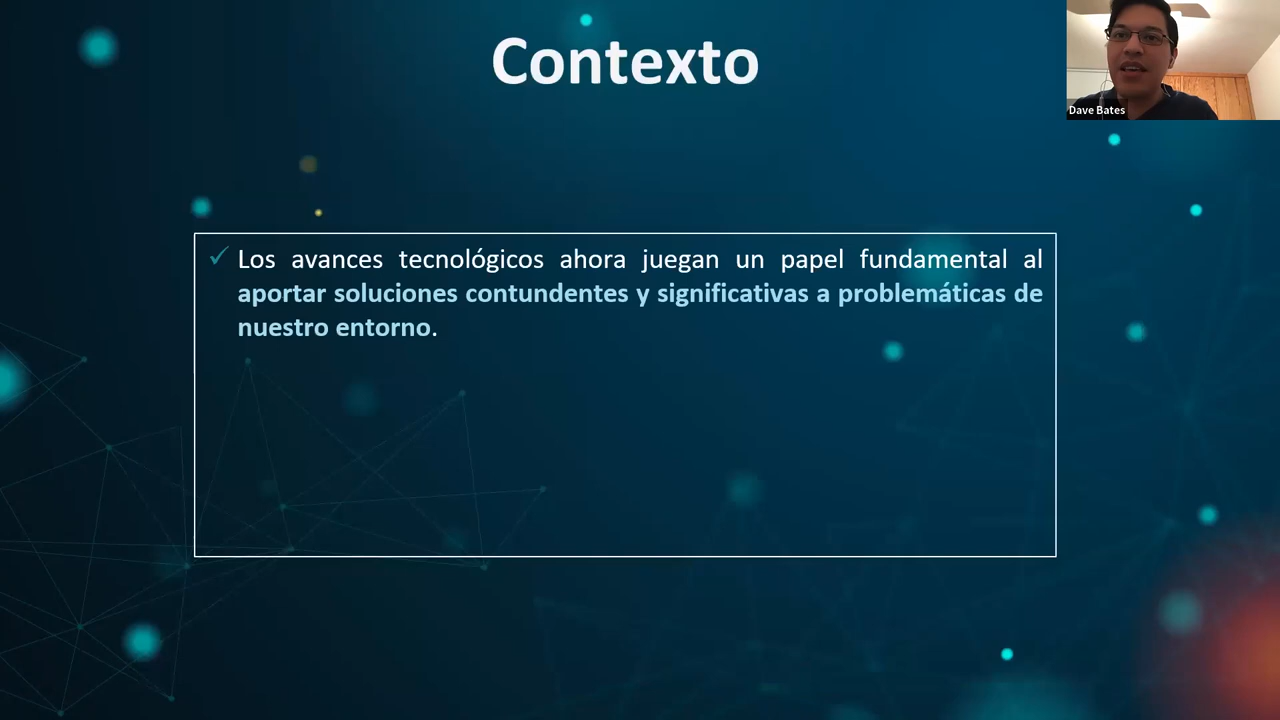 Contexto
Dave Bates
✓ Los avances tecnológicos ahora juegan un papel fundamental al
aportar soluciones contundentes y significativas a problemáticas de
nuestro entorno.